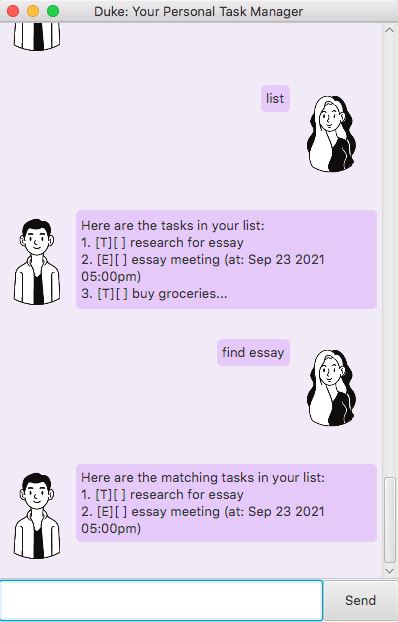 Duke: Your Personal Task Manager
list
Here are the tasks in your list:
1. [T][ ] research for essay
2. [E][ ] essay meeting (at: Sep 23 2021
05:00pm)
3. [T][ ] buy groceries...
find essay
Here are the matching tasks in your list:
1. [T][ ] research for essay
2. [E][ ] essay meeting (at: Sep 23 2021
05:00pm)
Send